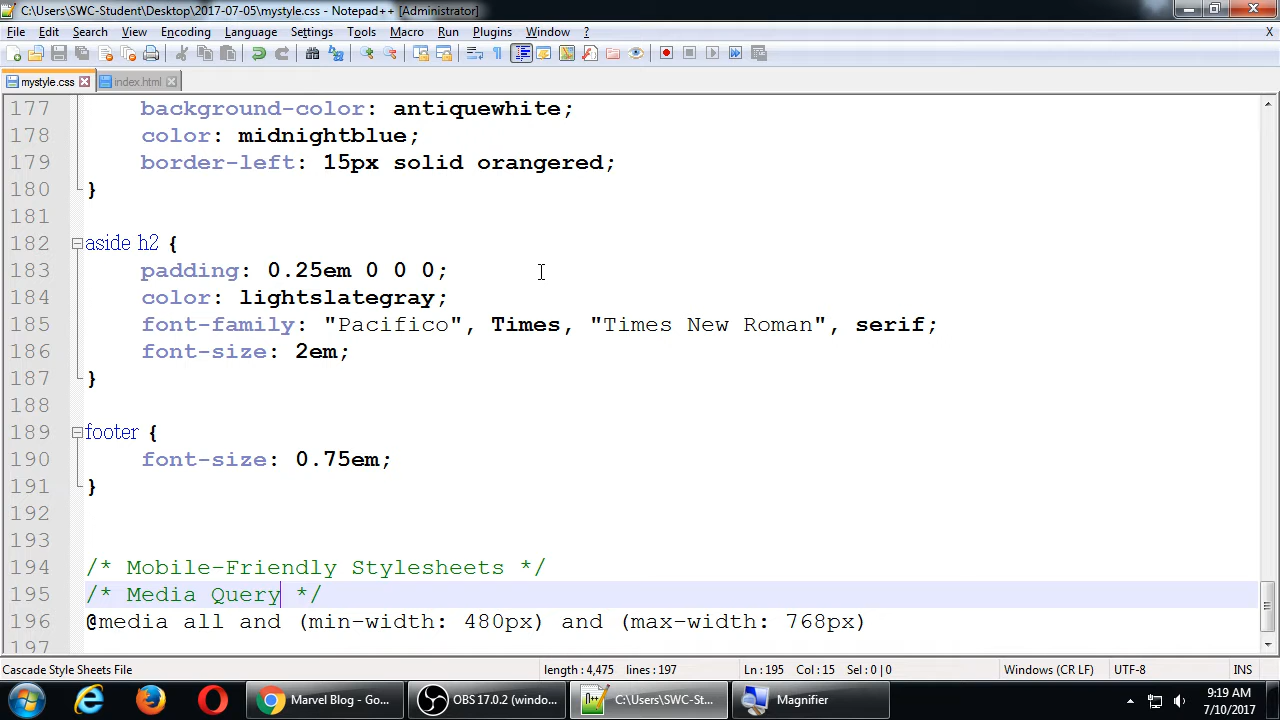 C:\Users\SWC-Student\Desktop\2017-07-05\mystyle.css - Notepad++ [Administrator]
File Edit Search View Encoding Language Settings Tools Macro Run Plugins Window ? X
mystyle.css index.html
177 background-color: antiquewhite;
178 color: midnightblue;
179 border-left: 15px solid orangered;
180 }
181
182 aside h2 {
183 padding: 0.25em 0 0 0;
184 color: lightslategray;
185 font-family: "Pacifico", Times, "Times New Roman", serif;
186 font-size: 2em;
187 }
188
189 footer {
190 font-size: 0.75em;
191 }
192
193
194 /* Mobile-Friendly Stylesheets */
195 /* Media Query */
196 @media all and (min-width: 480px) and (max-width: 768px)
197
Cascade Style Sheets File length : 4,475 lines : 197 Ln : 195 Col : 15 Sel : 0 | 0 Windows (CR LF) UTF-8 INS
Marvel Blog - Go... OBS 17.0.2 (windo... C:\Users\SWC-St... Magnifier 9:19 AM
7/10/2017